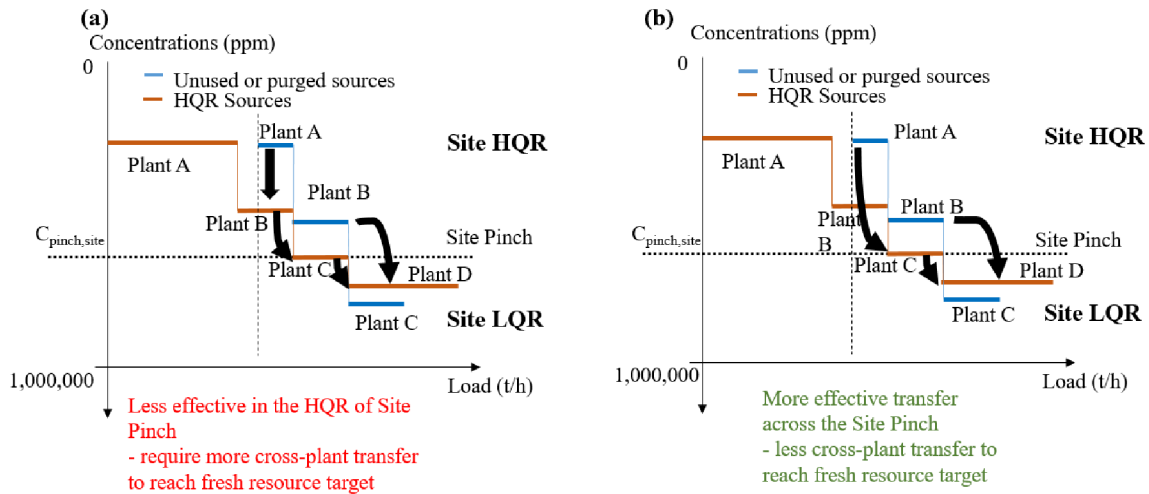 (a)
Concentrations (ppm)
0
Unused or purged sources
HQR Sources
Plant A
Site HQR
Plant A
Plant B
Plant B
C_pinch,site
Site Pinch
Plant C
Plant D
Plant C
Site LQR
1,000,000
Load (t/h)
Less effective in the HQR of Site
Pinch
- require more cross-plant transfer
to reach fresh resource target
(b)
Concentrations (ppm)
0
Unused or purged sources
HQR Sources
Plant A
Site HQR
Plant A
Plant B
Plant
B
C_pinch,site
Site Pinch
Plant C
Plant D
Plant C
Site LQR
1,000,000
Load (t/h)
More effective transfer
across the Site Pinch
- less cross-plant transfer to
reach fresh resource target